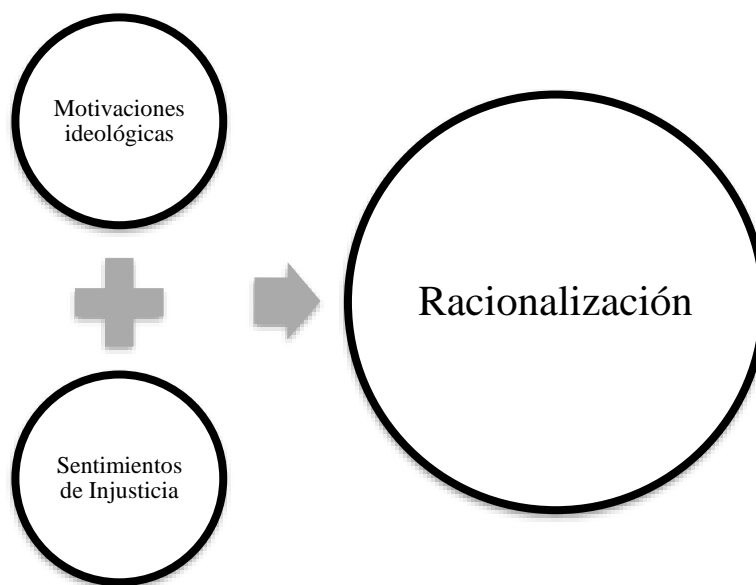 Motivaciones
ideológicas
Racionalización
Sentimientos
de Injusticia